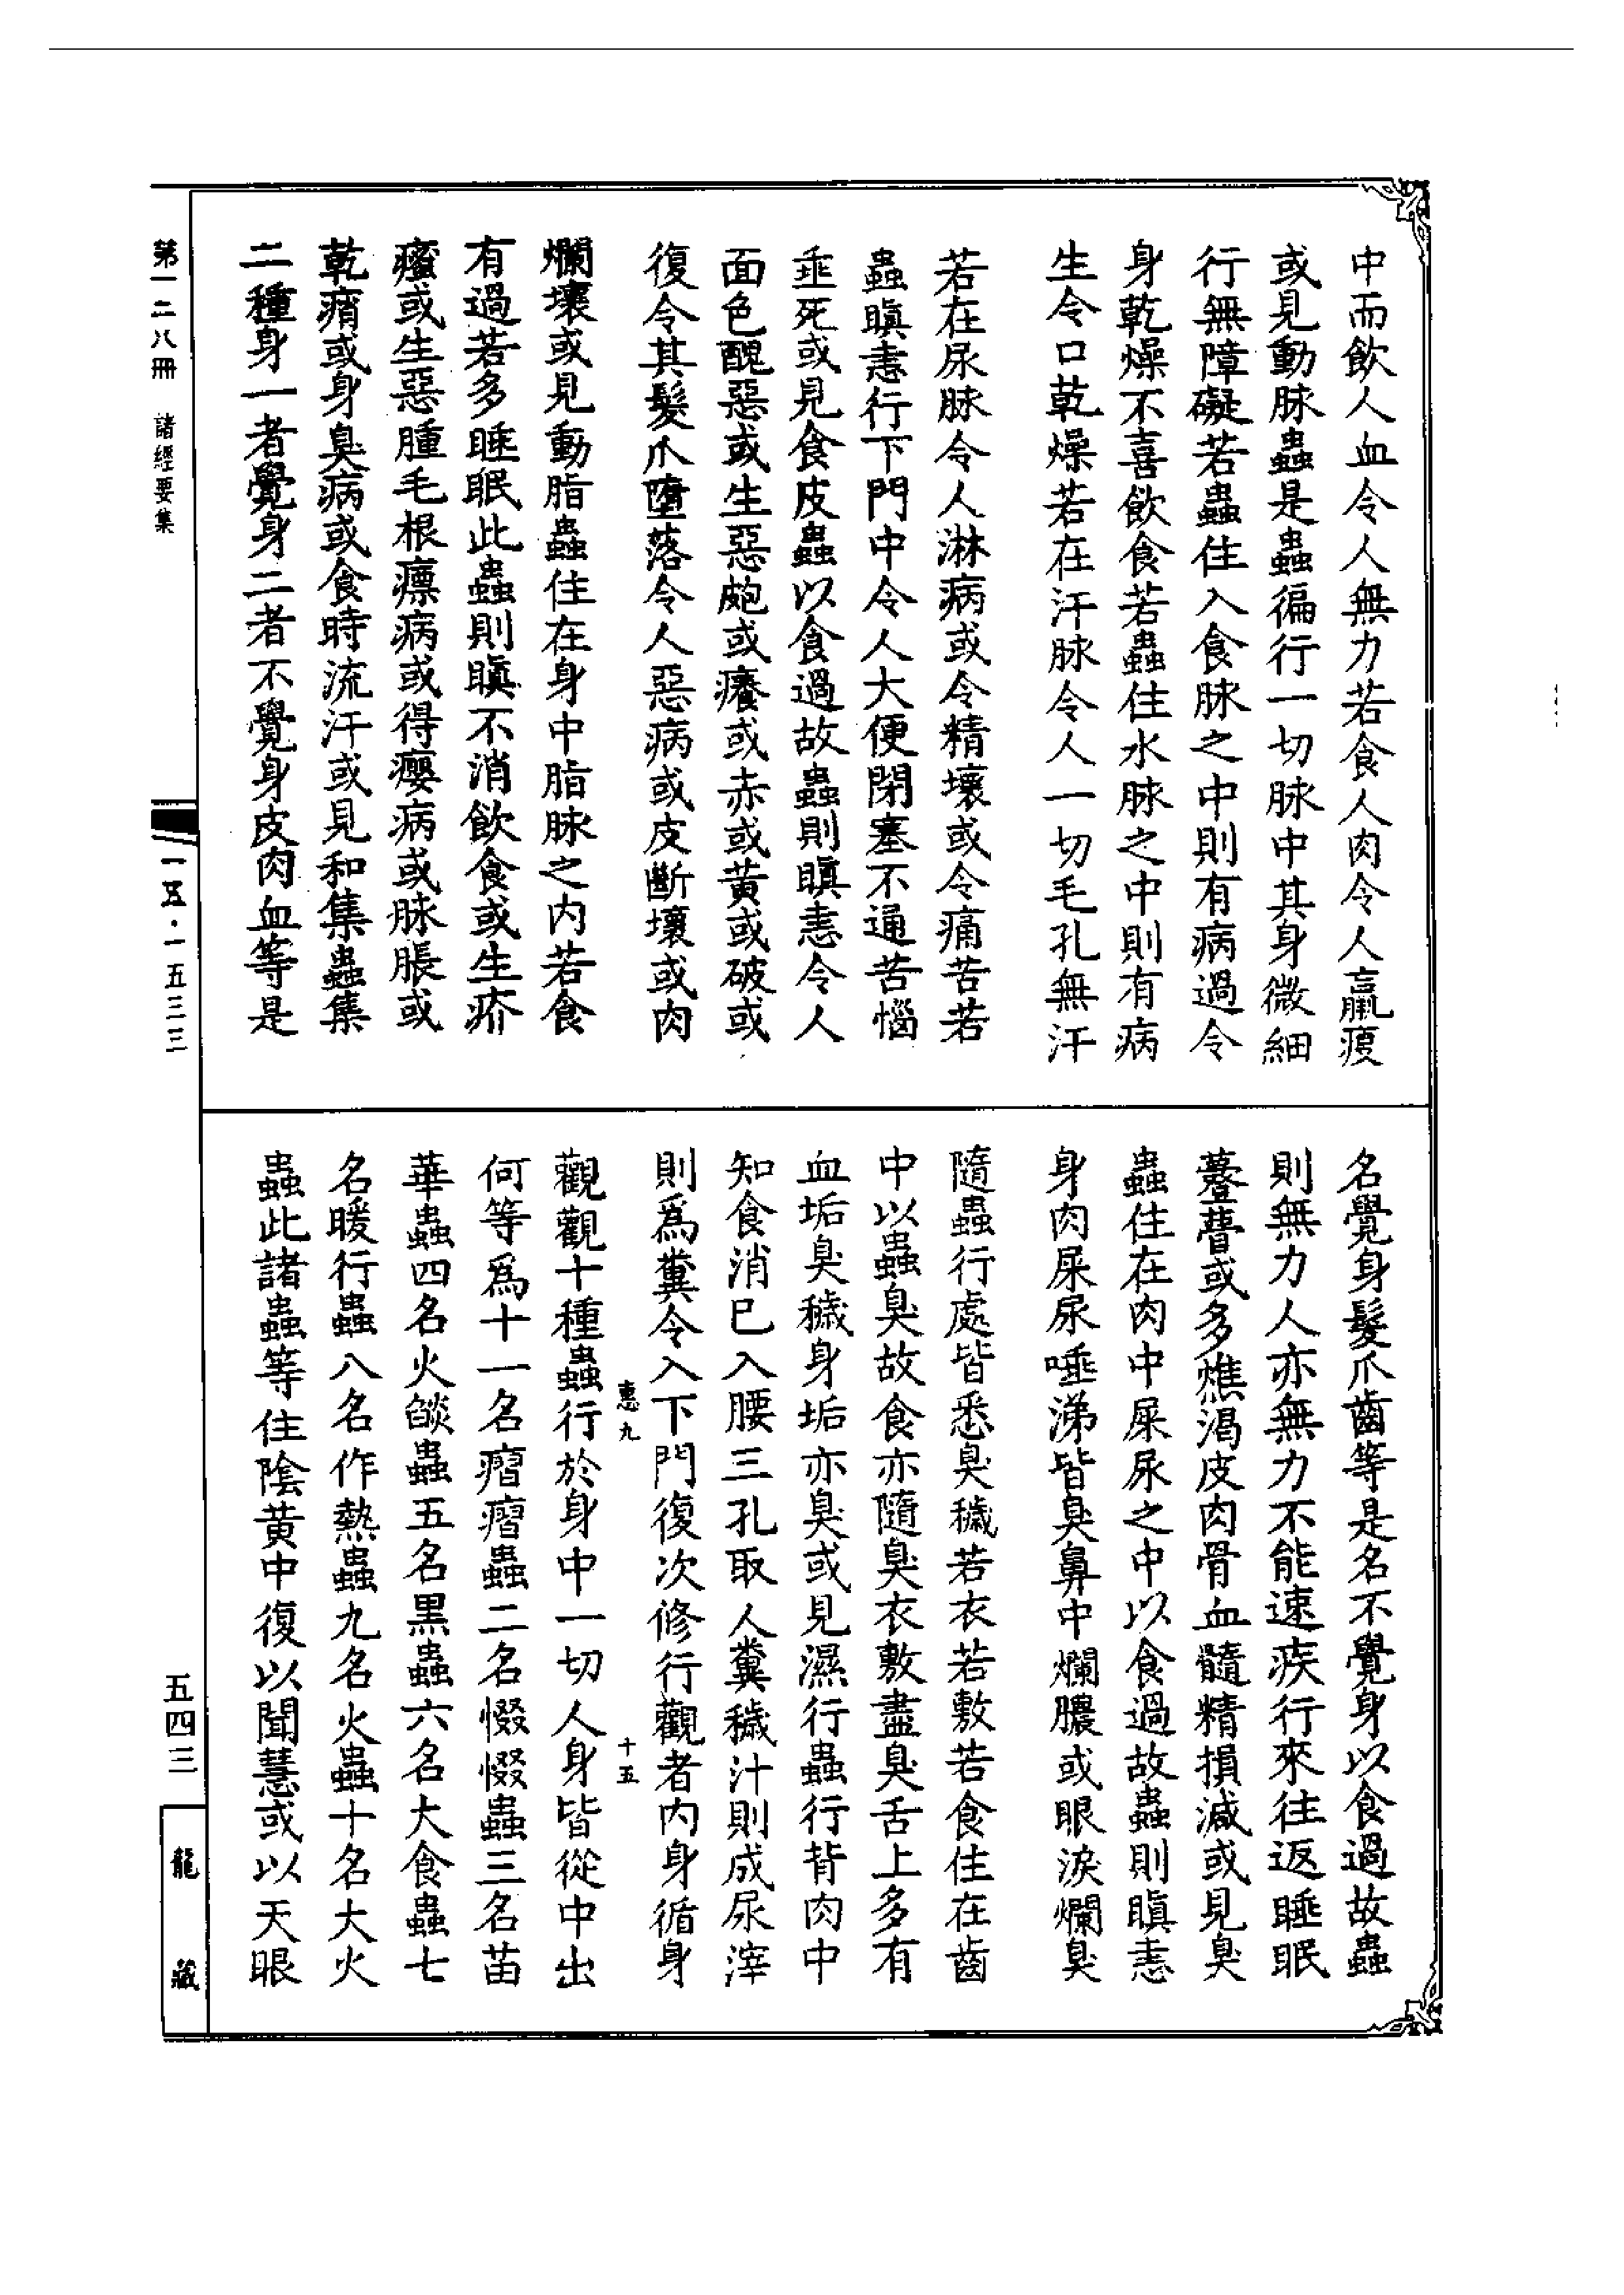 中而飲人血令人無力若食人肉令人羸瘦
或見動脉蟲是蟲徧行一切脉中其身微細
行無障礙若蟲住入食脉之中則有病過令
身乾燥不喜飲食若蟲住水脉之中則有病
生令口乾燥若在汗脉令人一切毛孔無汗
若在尿脉令人淋病或令精壞或令痛苦若
蟲瞋恚行下門中令人大便閉塞不通苦惱
垂死或見食皮蟲以食過故蟲則瞋恚令人
面色醜惡或生惡皰或癢或赤或黃或破或
復令其髮爪墮落令人惡病或皮斷壞或肉
爛壞或見動脂蟲住在身中脂脉之内若食
有過若多睡眠此蟲則瞋不消飲食或生疥
瘙或生惡腫毛根瘭病或得癭病或脉脹或
乾痟或身臭病或食時流汗或見和集蟲集
二種身一者覺身二者不覺身皮肉血等是
名覺身髮爪齒等是名不覺身以食過故蟲
則無力人亦無力不能速疾行來往返睡眠
薹瞢或多燋渴皮肉骨血髓精損減或見臭
蟲住在肉中屎尿之中以食過故蟲則瞋恚
身肉屎尿唾涕皆臭鼻中爛膿或眼淚爛臭
隨蟲行處皆悉臭穢若衣若敷若食住在齒
中以蟲臭故食亦隨臭衣敷盡臭舌上多有
血垢臭穢身垢亦臭或見濕行蟲行背肉中
知食消已入腰三孔取人糞穢汁則成尿滓
則爲糞令入下門復次修行觀者内身循身
惠九 十五
觀觀十種蟲行於身中一切人身皆從中出
何等爲十一名㿇㿇蟲二名惙惙蟲三名苗
華蟲四名火燄蟲五名黑蟲六名大食蟲七
名暖行蟲八名作熱蟲九名火蟲十名大火
蟲此諸蟲等住陰黃中復以聞慧或以天眼
第一二八冊 諸經要集
一五·一五三三
五四三
龍藏